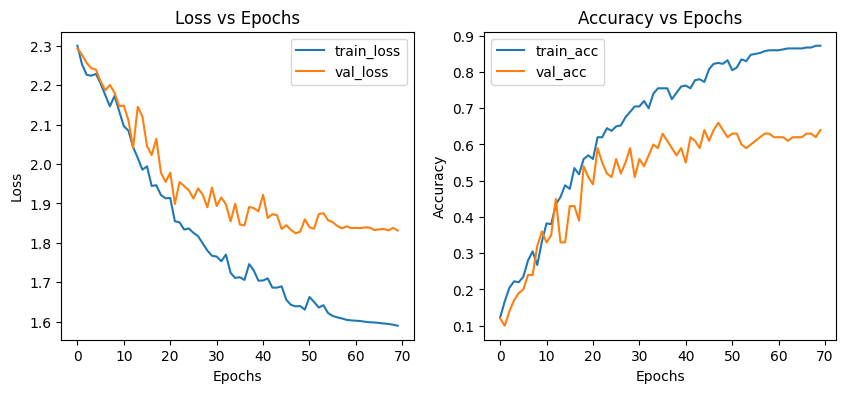 Loss vs Epochs
train_loss
val_loss
2.3
2.2
2.1
2.0
1.9
1.8
1.7
1.6
Loss
0 10 20 30 40 50 60 70
Epochs
Accuracy vs Epochs
train_acc
val_acc
0.9
0.8
0.7
0.6
0.5
0.4
0.3
0.2
0.1
Accuracy
0 10 20 30 40 50 60 70
Epochs